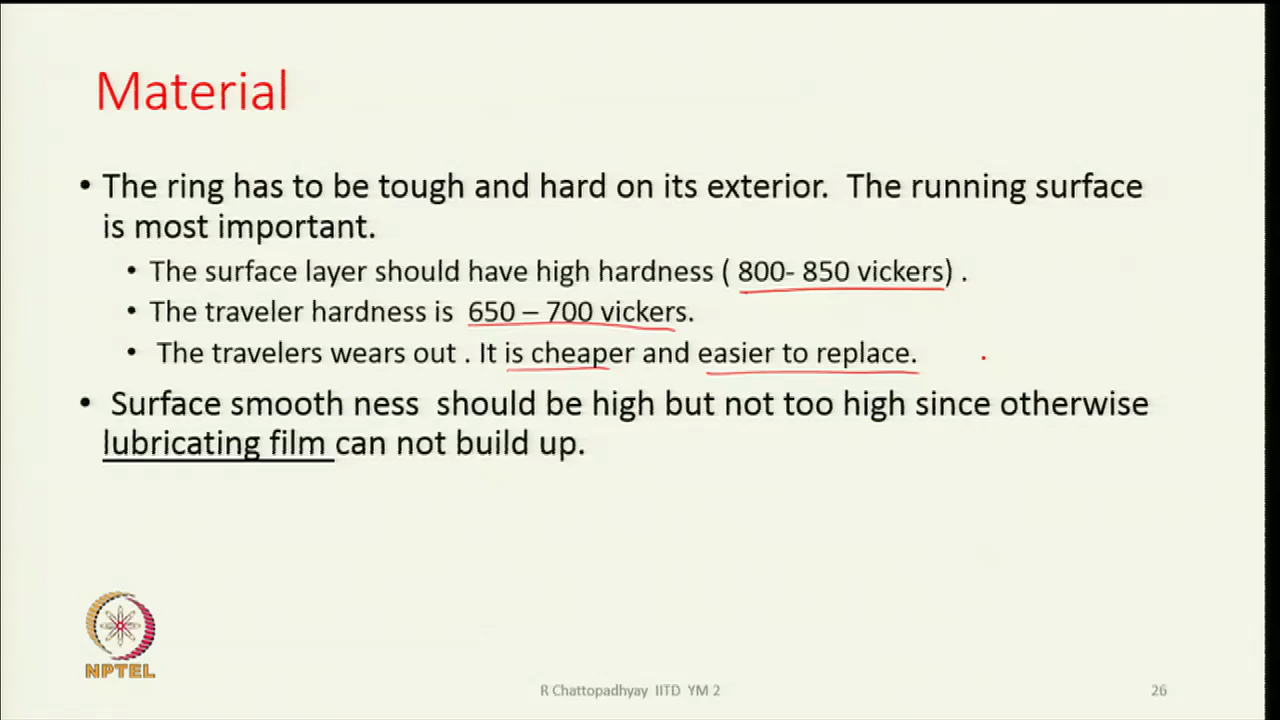 Material
• The ring has to be tough and hard on its exterior.  The running surface
is most important.
• The surface layer should have high hardness ( 800- 850 vickers) .
• The traveler hardness is  650 – 700 vickers.
•  The travelers wears out . It is cheaper and easier to replace.
•  Surface smooth ness  should be high but not too high since otherwise
lubricating film can not build up.
NPTEL
R Chattopadhyay  IITD  YM 2
26